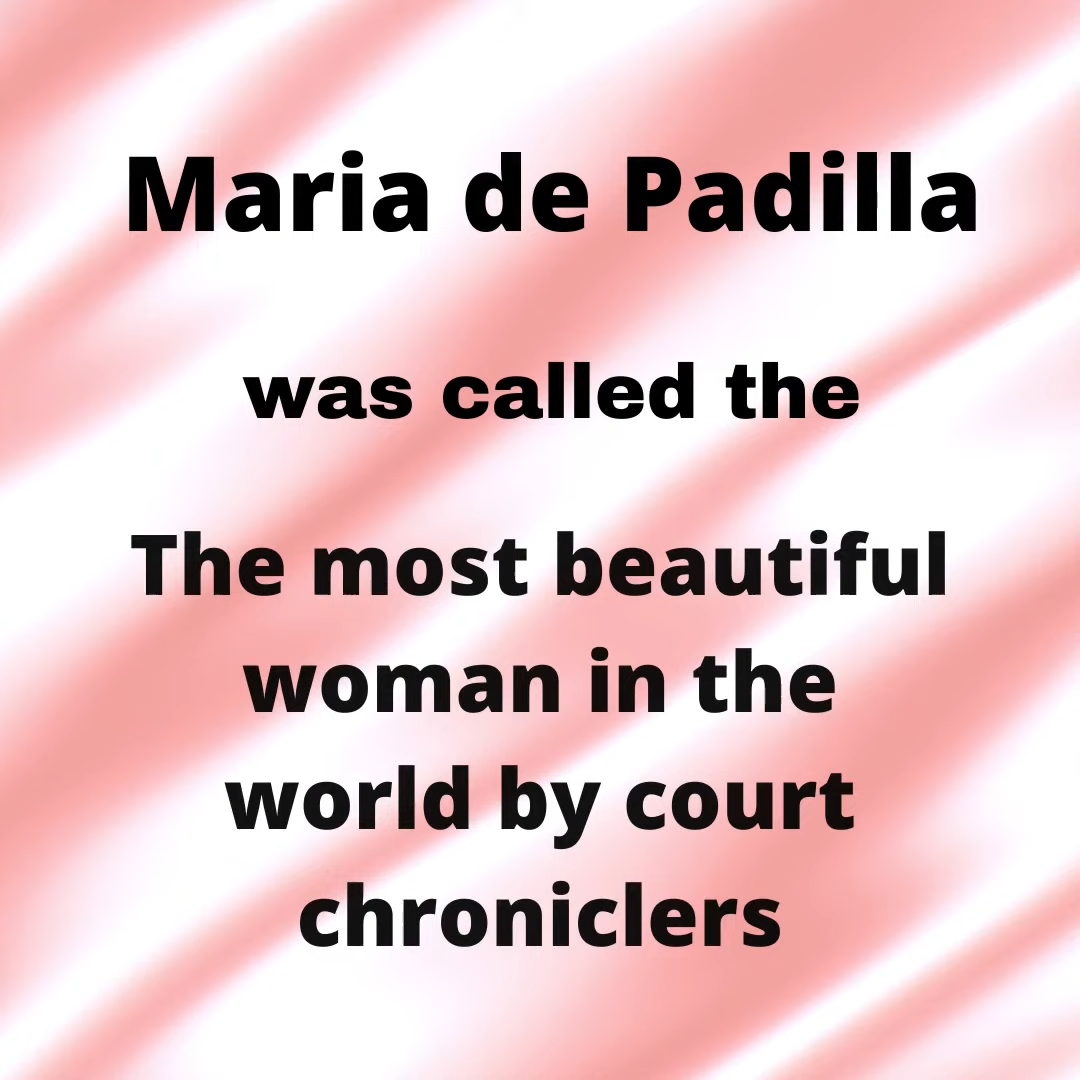 Maria de Padilla
was called the
The most beautiful
woman in the
world by court
chroniclers